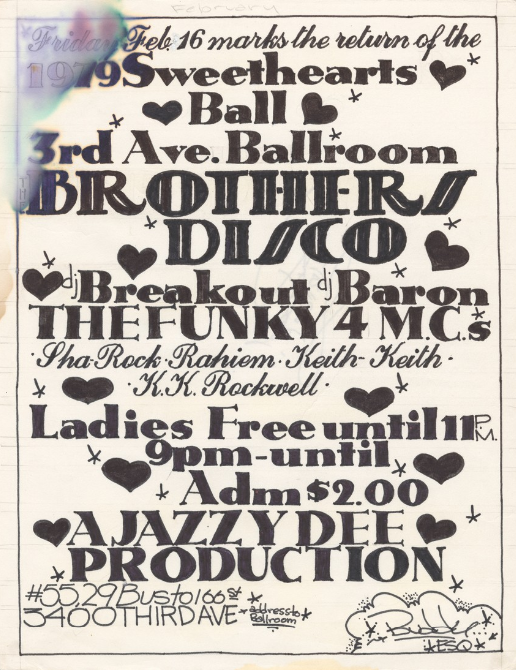 February
Friday Feb 16 marks the return of the
1979 Sweethearts
Ball
3rd Ave. Ballroom
THE BROTHERS
DISCO
dj Breakout dj Baron
THE FUNKY 4 M.C.s
·Sha-Rock·Rahiem·Keith-Keith·
·K.K. Rockwell·
Ladies Free until 11 P.M.
9pm-until
Adm $2.00
A JAZZY DEE
PRODUCTION
#55, 29 Bus to 166 st
3400 THIRD AVE *address to Ballroom*
Buddy
ESQ